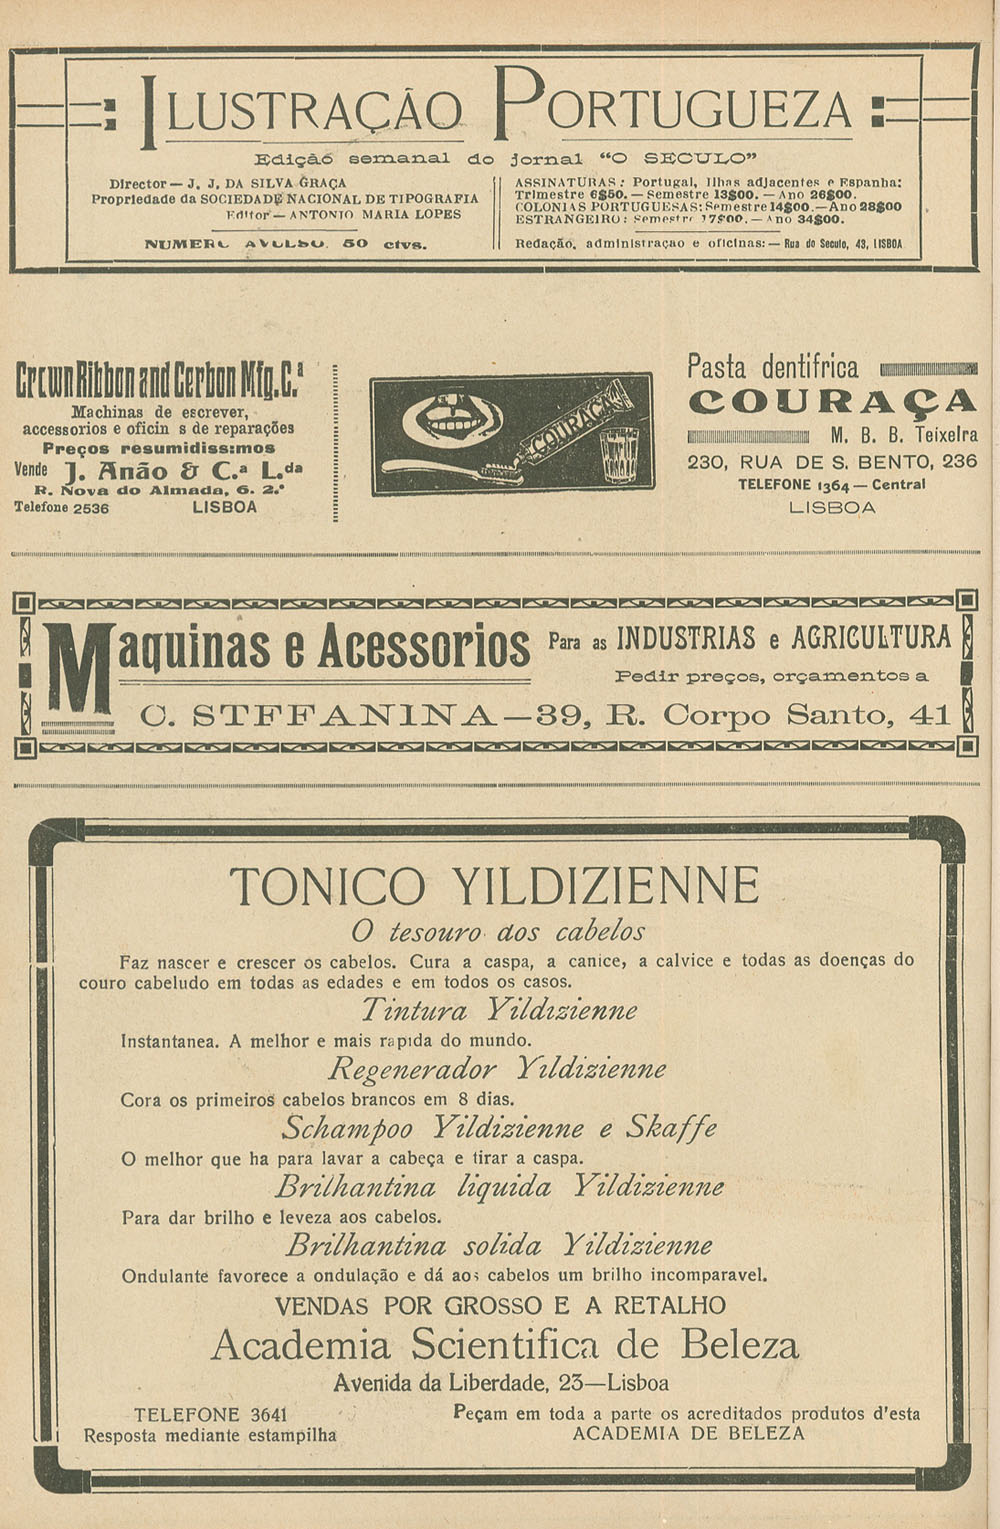 ILUSTRAÇÃO PORTUGUEZA
Edição semanal do jornal "O SECULO"
Director — J. J. DA SILVA GRAÇA
Propriedade da SOCIEDADE NACIONAL DE TIPOGRAFIA
Editor — ANTONIO MARIA LOPES
NUMERO AVULSO, 50 ctvs.
ASSINATURAS: Portugal, Ilhas adjacentes e Espanha:
Trimestre 6$50. — Semestre 13$00. — Ano 26$00.
COLONIAS PORTUGUESAS: Semestre 14$00. — Ano 28$00
ESTRANGEIRO: Semestre 17$00. — Ano 34$00.
Redação, administração e oficinas: — Rua do Seculo, 43, LISBOA
Crown Ribbon and Carbon Mfg. C.ª
Machinas de escrever,
accessorios e oficin s de reparações
Preços resumidissimos
Vende J. Anão & C.ª L.da
R. Nova do Almada, 6. 2.º
Telefone 2536 LISBOA
COURAÇA
Pasta dentifrica
COURAÇA
M. B. B. Teixeira
230, RUA DE S. BENTO, 236
TELEFONE 1364 — Central
LISBOA
Maquinas e Acessorios Para as INDUSTRIAS e AGRICULTURA
Pedir preços, orçamentos a
C. STEFFANINA — 39, R. Corpo Santo, 41
TONICO YILDIZIENNE
O tesouro dos cabelos
Faz nascer e crescer os cabelos. Cura a caspa, a canice, a calvice e todas as doenças do
couro cabeludo em todas as edades e em todos os casos.
Tintura Yildizienne
Instantanea. A melhor e mais rapida do mundo.
Regenerador Yildizienne
Cora os primeiros cabelos brancos em 8 dias.
Schampoo Yildizienne e Skaffe
O melhor que ha para lavar a cabeça e tirar a caspa.
Brilhantina liquida Yildizienne
Para dar brilho e leveza aos cabelos.
Brilhantina solida Yildizienne
Ondulante favorece a ondulação e dá aos cabelos um brilho incomparavel.
VENDAS POR GROSSO E A RETALHO
Academia Scientifica de Beleza
Avenida da Liberdade, 23—Lisboa
TELEFONE 3641
Resposta mediante estampilha
Peçam em toda a parte os acreditados produtos d'esta
ACADEMIA DE BELEZA